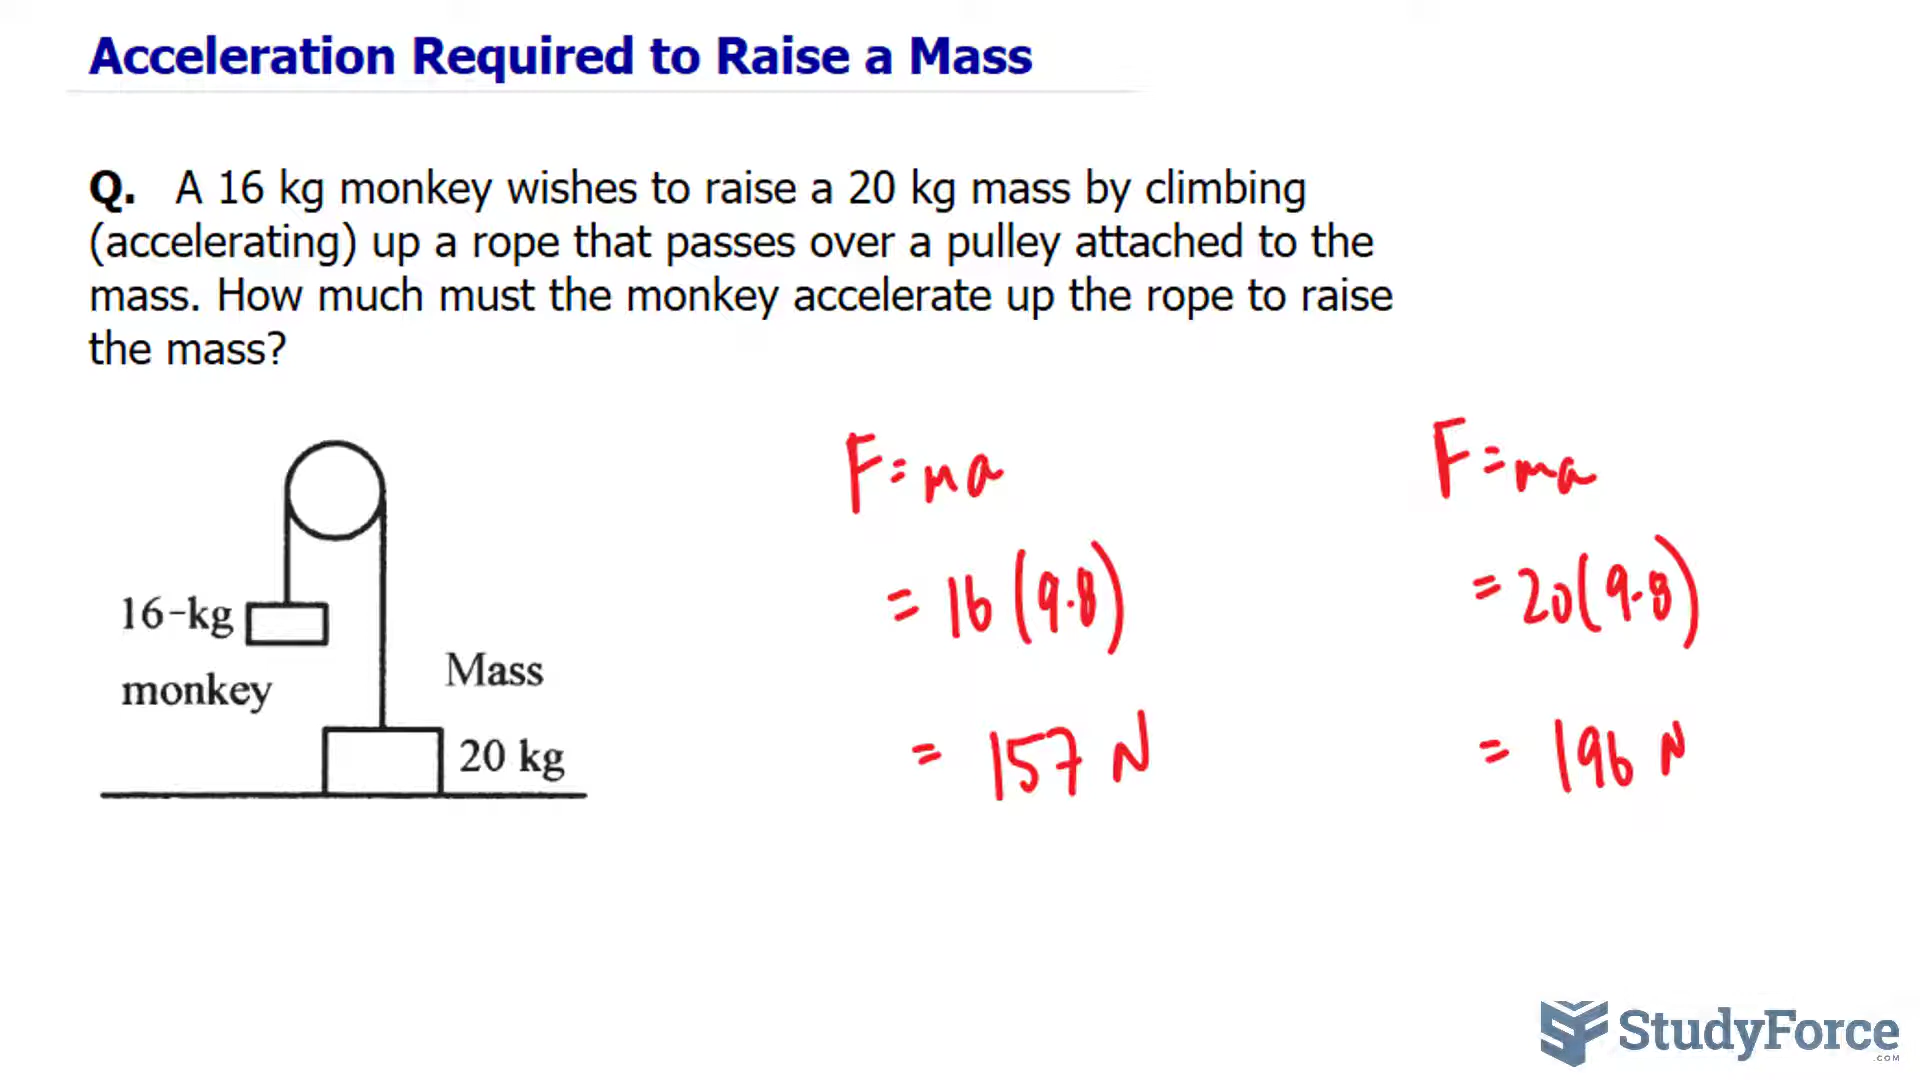 Acceleration Required to Raise a Mass
Q. A 16 kg monkey wishes to raise a 20 kg mass by climbing
(accelerating) up a rope that passes over a pulley attached to the
mass. How much must the monkey accelerate up the rope to raise
the mass?
16-kg
monkey
Mass
20 kg
F = ma
= 16 (9.8)
= 157 N
F = ma
= 20(9.8)
= 196 N
StudyForce
.COM